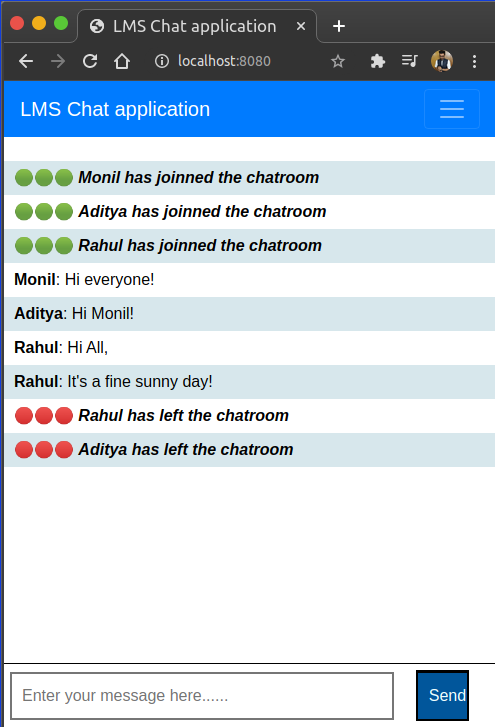 LMS Chat application
localhost:8080
LMS Chat application
Monil has joinned the chatroom
Aditya has joinned the chatroom
Rahul has joinned the chatroom
Monil: Hi everyone!
Aditya: Hi Monil!
Rahul: Hi All,
Rahul: It's a fine sunny day!
Rahul has left the chatroom
Aditya has left the chatroom
Enter your message here...... Send